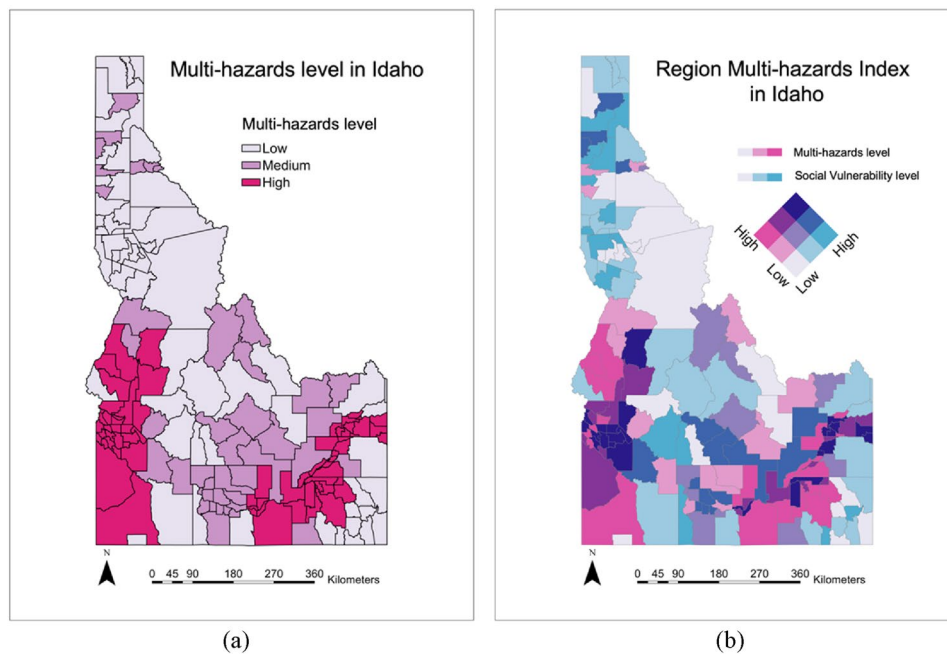 Multi-hazards level in Idaho
Multi-hazards level
Low
Medium
High
N
0 45 90 180 270 360
Kilometers
(a)
Region Multi-hazards Index
in Idaho
Multi-hazards level
Social Vulnerability level
High
Low
Low
High
N
0 45 90 180 270 360
Kilometers
(b)